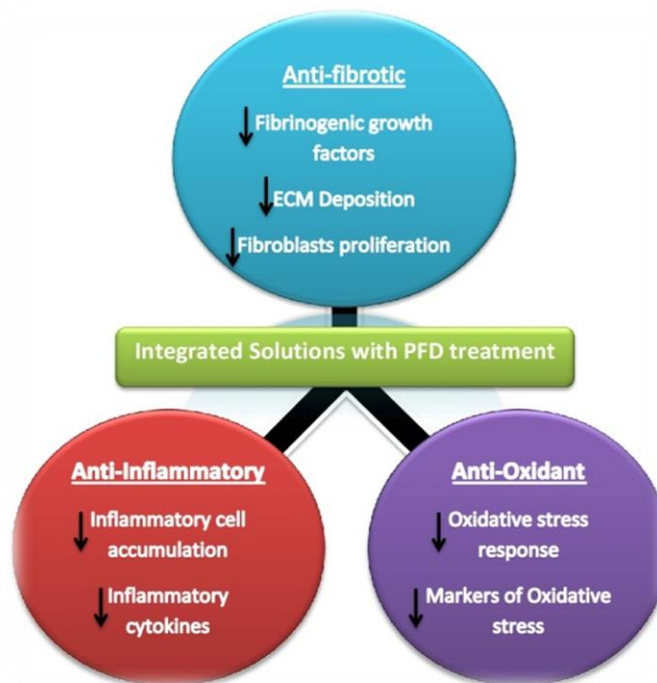 Anti-fibrotic
↓Fibrinogenic growth
factors
↓ECM Deposition
↓Fibroblasts proliferation
Integrated Solutions with PFD treatment
Anti-Inflammatory
↓Inflammatory cell
accumulation
↓Inflammatory
cytokines
Anti-Oxidant
↓Oxidative stress
response
↓Markers of Oxidative
stress